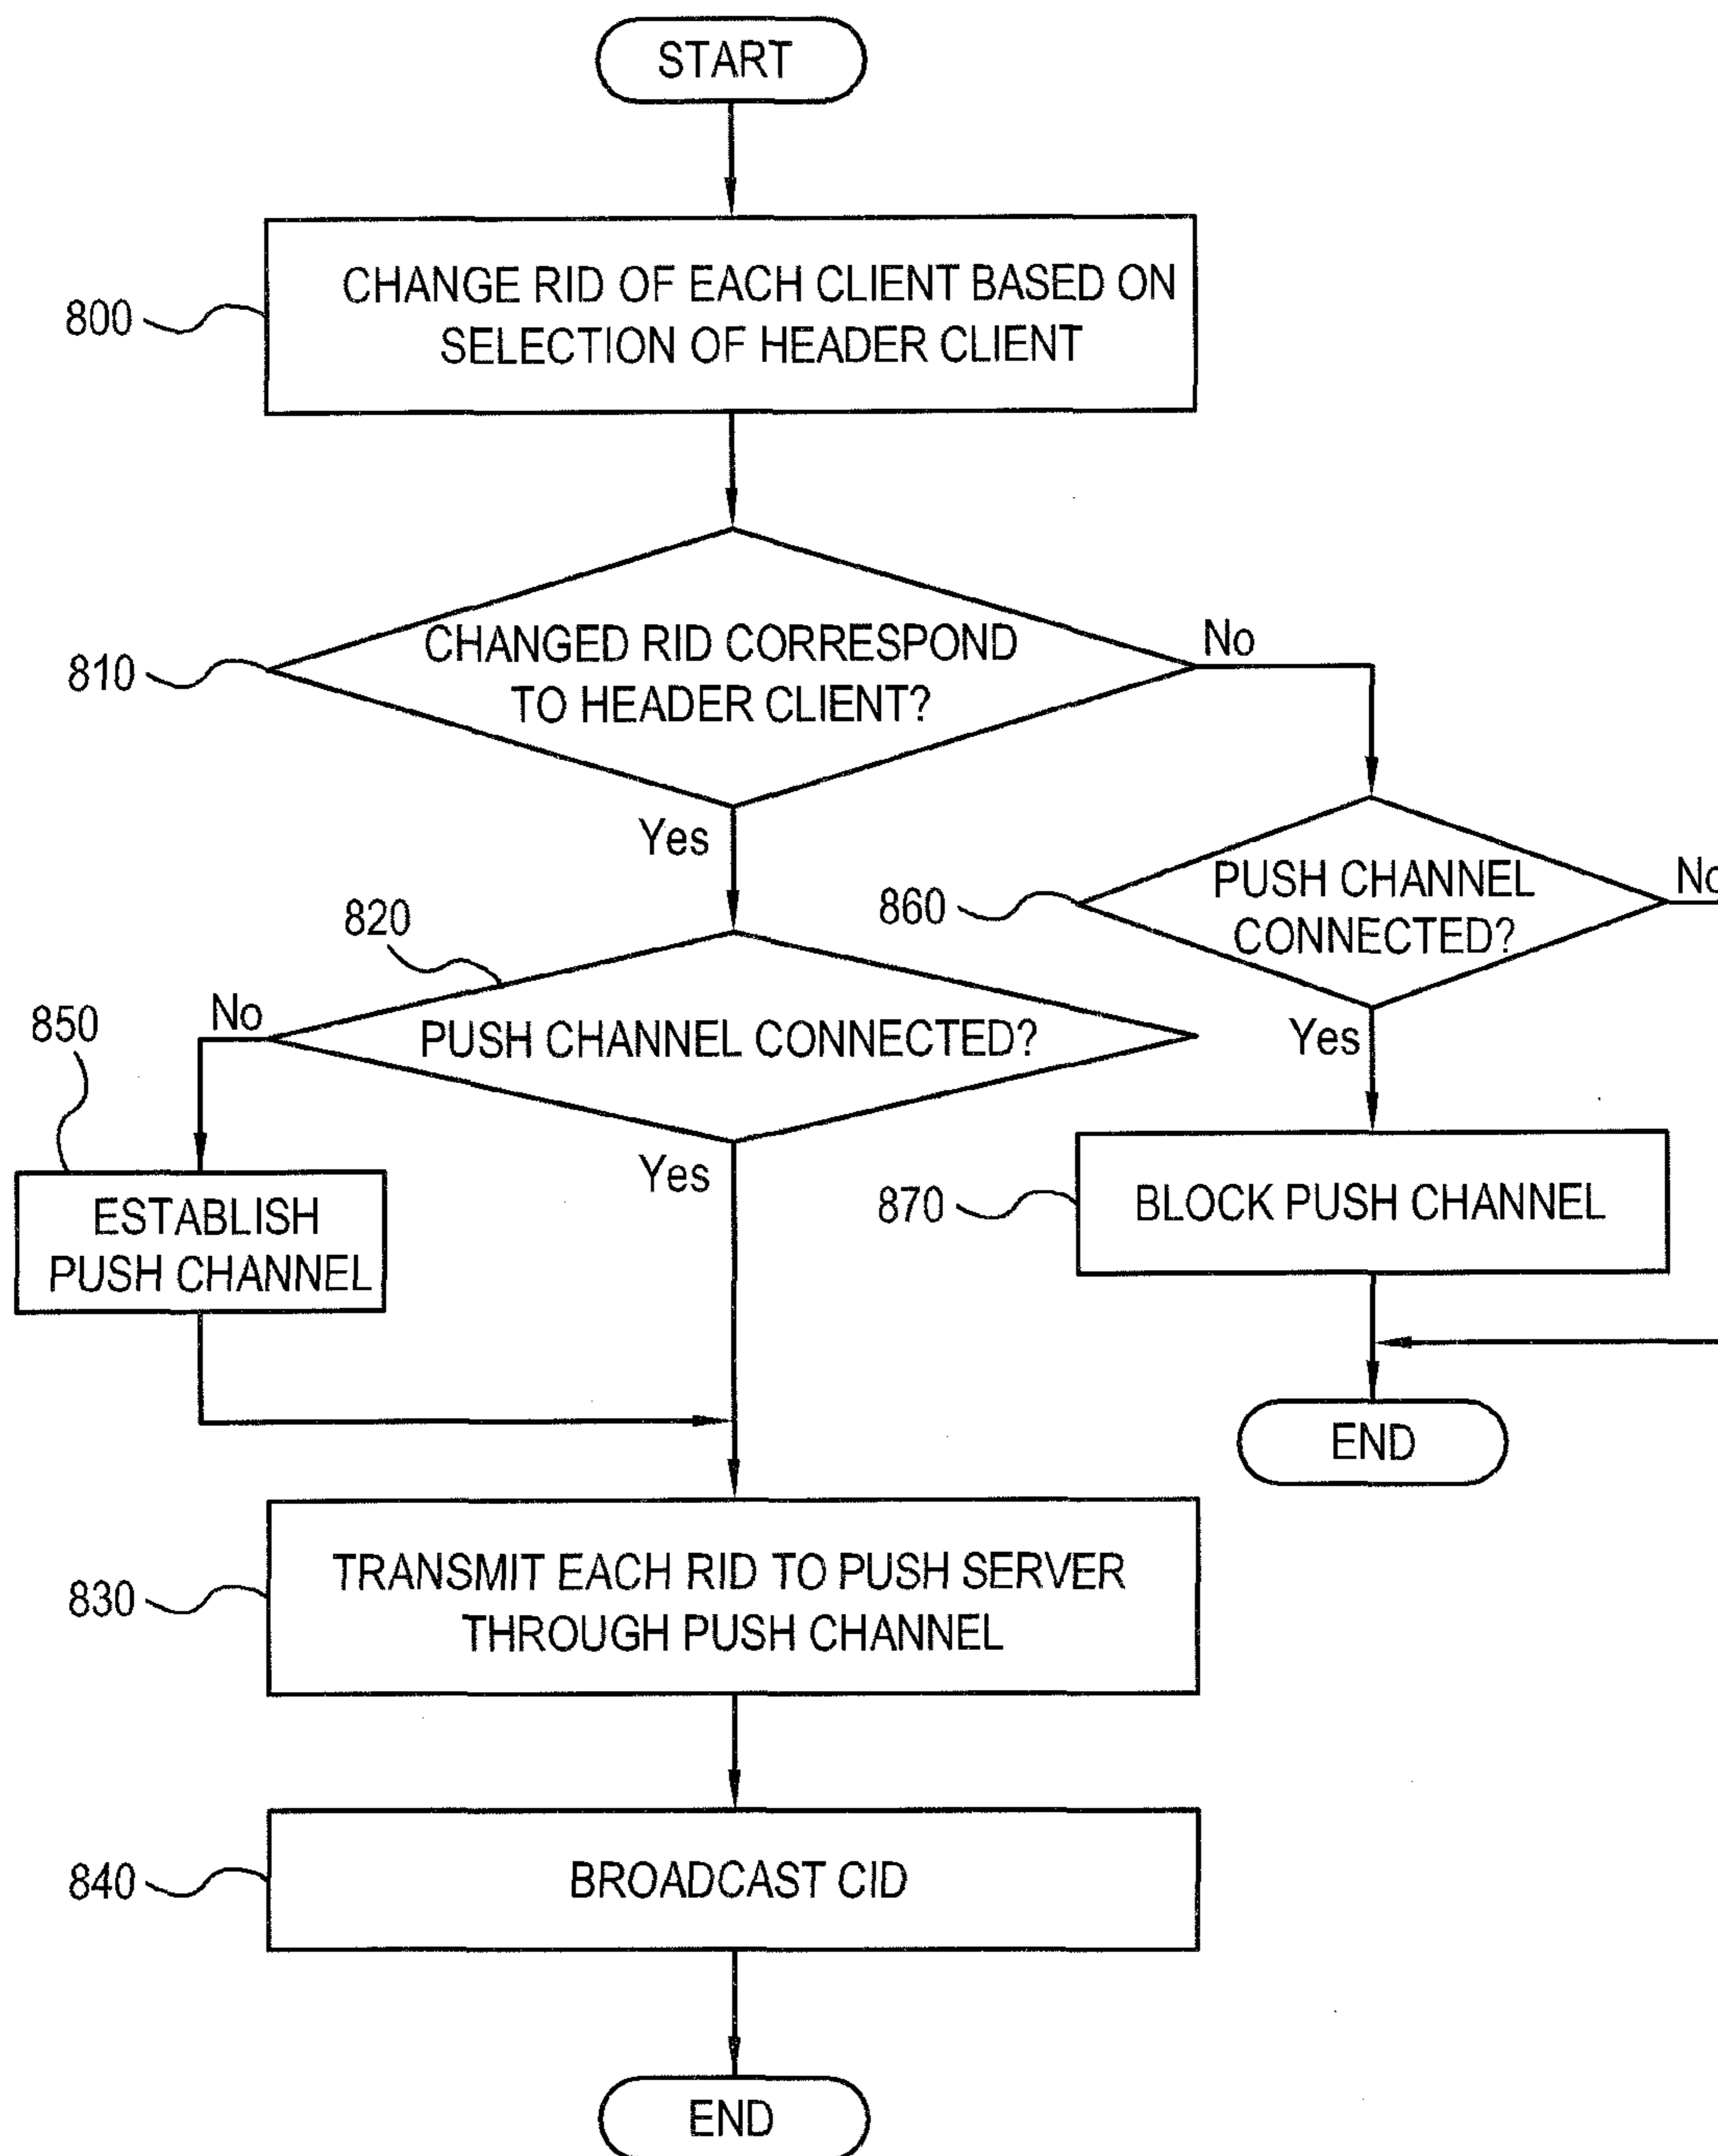 START
CHANGE RID OF EACH CLIENT BASED ON
SELECTION OF HEADER CLIENT
800
CHANGED RID CORRESPOND
TO HEADER CLIENT?
810
No
Yes
PUSH CHANNEL
CONNECTED?
860
No
Yes
820
PUSH CHANNEL CONNECTED?
No
Yes
850
ESTABLISH
PUSH CHANNEL
870
BLOCK PUSH CHANNEL
END
TRANSMIT EACH RID TO PUSH SERVER
THROUGH PUSH CHANNEL
830
840
BROADCAST CID
END